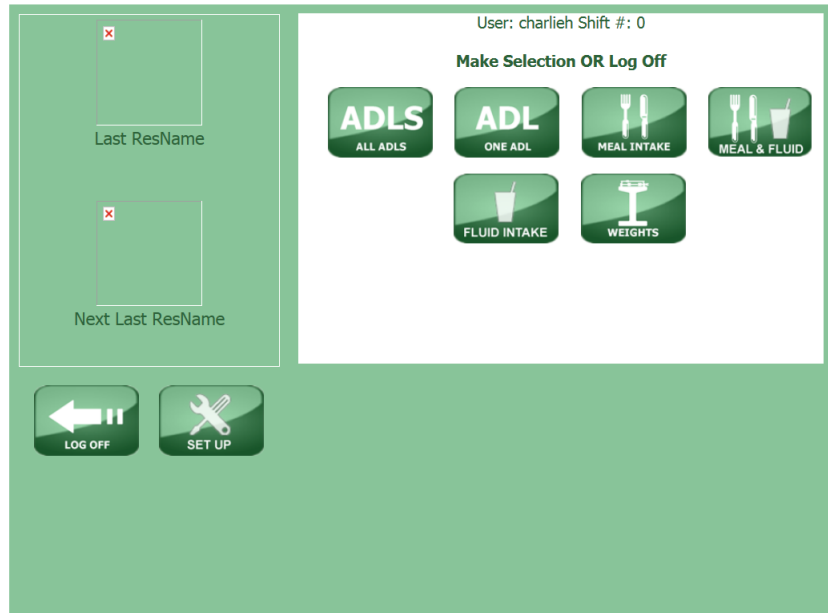 Last ResName
Next Last ResName
LOG OFF
SET UP
User: charlieh Shift #: 0
Make Selection OR Log Off
ADLS
ALL ADLS
ADL
ONE ADL
MEAL INTAKE
MEAL & FLUID
FLUID INTAKE
WEIGHTS